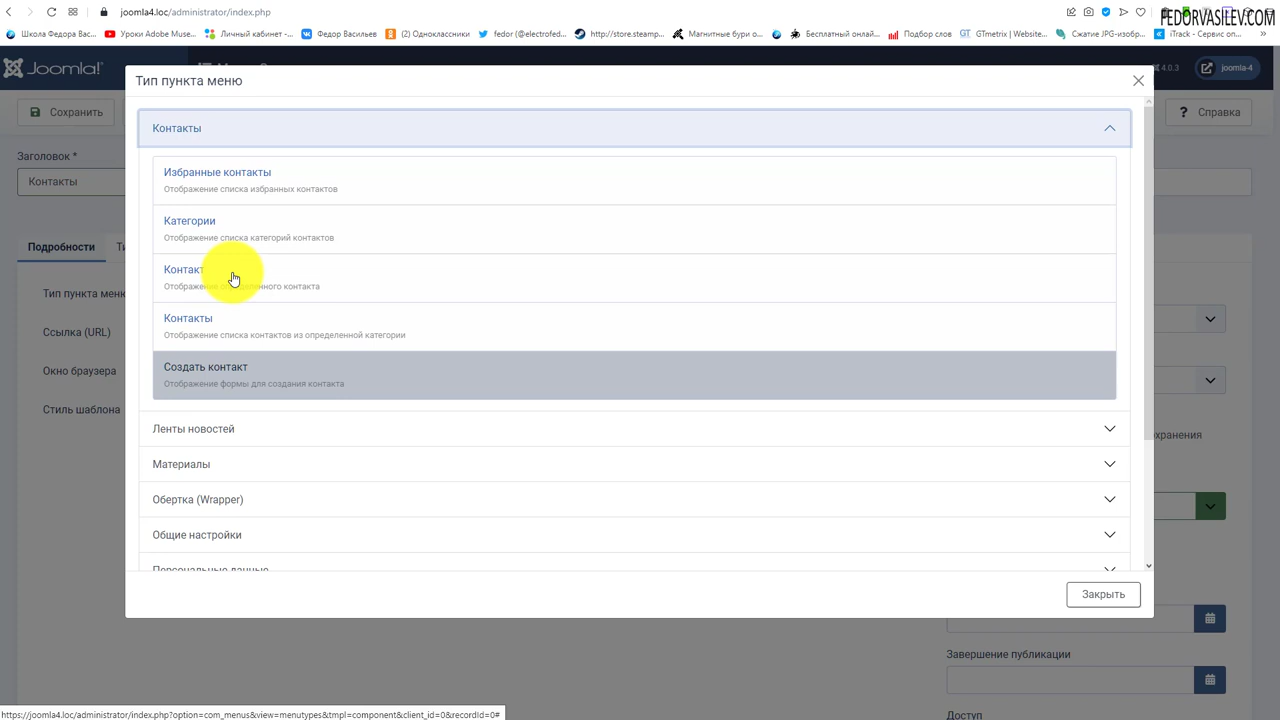 joomla4.loc/administrator/index.php
FEDORVASILEV.COM
Школа Федора Вас...
Уроки Adobe Muse...
Личный кабинет -...
Федор Васильев
(2) Одноклассники
fedor (@electrofed...
http://store.steamp...
Магнитные бури о...
Бесплатный онлай...
Подбор слов
GTmetrix | Website...
Сжатие JPG-изобр...
iTrack - Сервис оп...
Joomla!
4.0.3
joomla-4
Тип пункта меню
Сохранить
Справка
Контакты
Заголовок *
Контакты
Избранные контакты
Отображение списка избранных контактов
Категории
Отображение списка категорий контактов
Подробности
Контакт
Отображение контакта
Тип пункта меню
Контакты
Отображение списка контактов из определенной категории
Ссылка (URL)
Окно браузера
Создать контакт
Отображение формы для создания контакта
Стиль шаблона
Ленты новостей
Материалы
Обертка (Wrapper)
Общие настройки
Персональные данные
Закрыть
Завершение публикации
Доступ
https://joomla4.loc/administrator/index.php?option=com_menus&view=menutypes&tmpl=component&client_id=0&recordId=0#